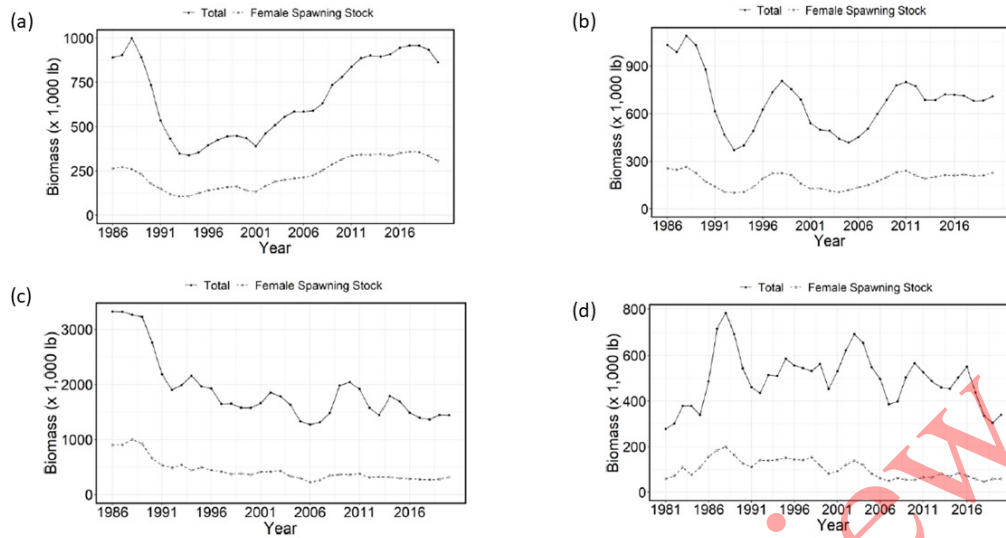 (a)
Total Female Spawning Stock
1000
750
500
250
0
Biomass (x 1,000 lb)
1986 1991 1996 2001 2006 2011 2016
Year
(b)
Total Female Spawning Stock
900
600
300
0
Biomass (x 1,000 lb)
1986 1991 1996 2001 2006 2011 2016
Year
(c)
Total Female Spawning Stock
3000
2000
1000
0
Biomass (x 1,000 lb)
1986 1991 1996 2001 2006 2011 2016
Year
(d)
Total Female Spawning Stock
800
600
400
200
0
Biomass (x 1,000 lb)
1981 1986 1991 1996 2001 2006 2011 2016
Year